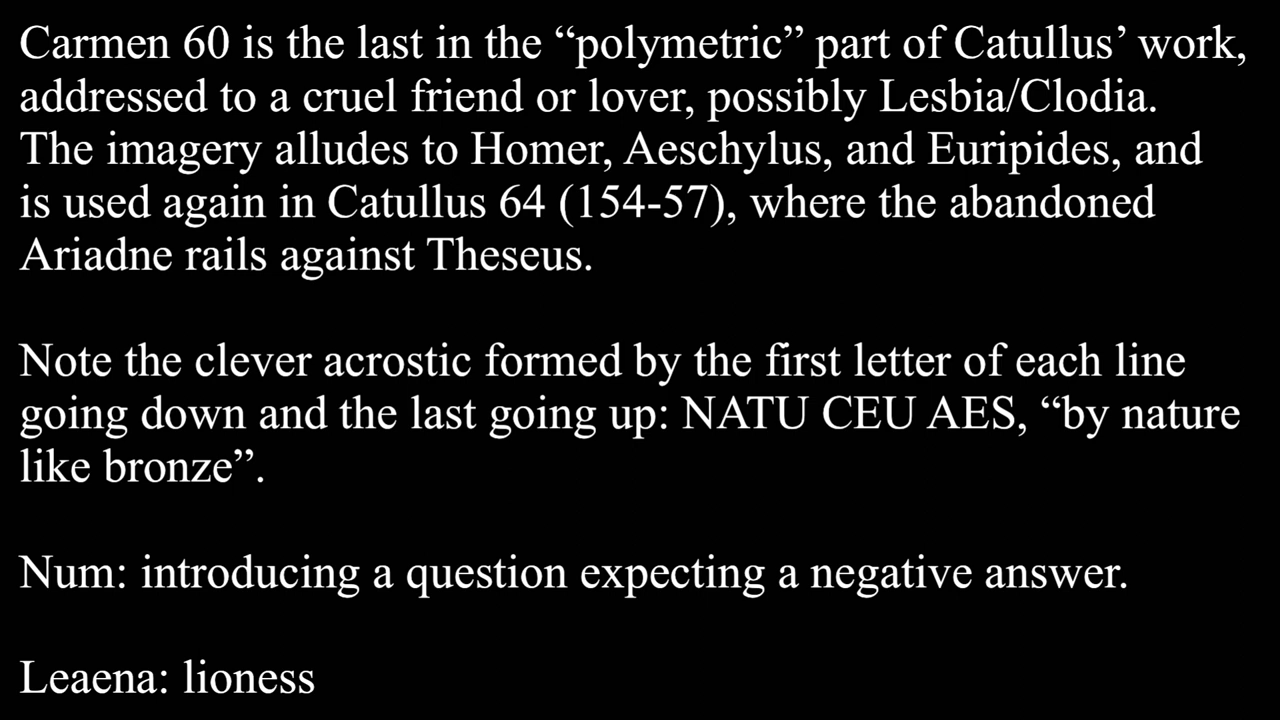 Carmen 60 is the last in the “polymetric” part of Catullus’ work,
addressed to a cruel friend or lover, possibly Lesbia/Clodia.
The imagery alludes to Homer, Aeschylus, and Euripides, and
is used again in Catullus 64 (154-57), where the abandoned
Ariadne rails against Theseus.
Note the clever acrostic formed by the first letter of each line
going down and the last going up: NATU CEU AES, “by nature
like bronze”.
Num: introducing a question expecting a negative answer.
Leaena: lioness